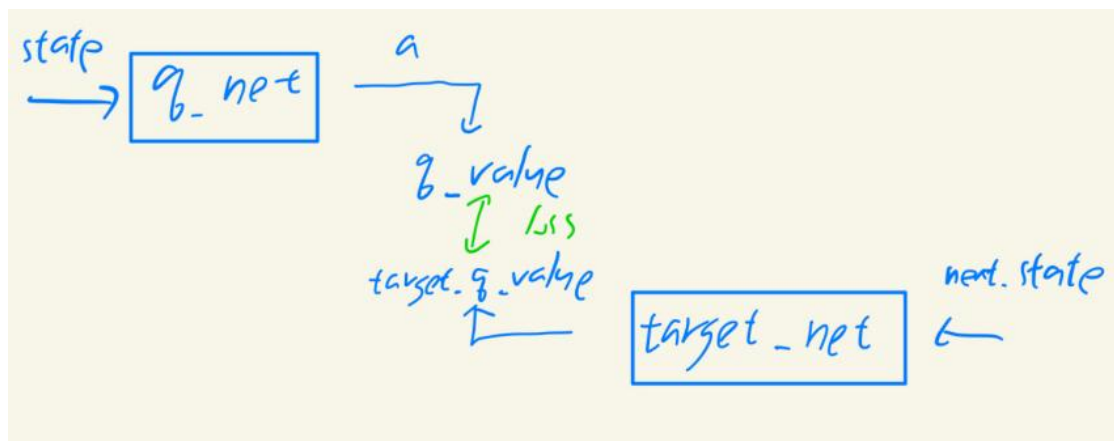 state
q_net
a
q_value
loss
target_q_value
next_state
target_net